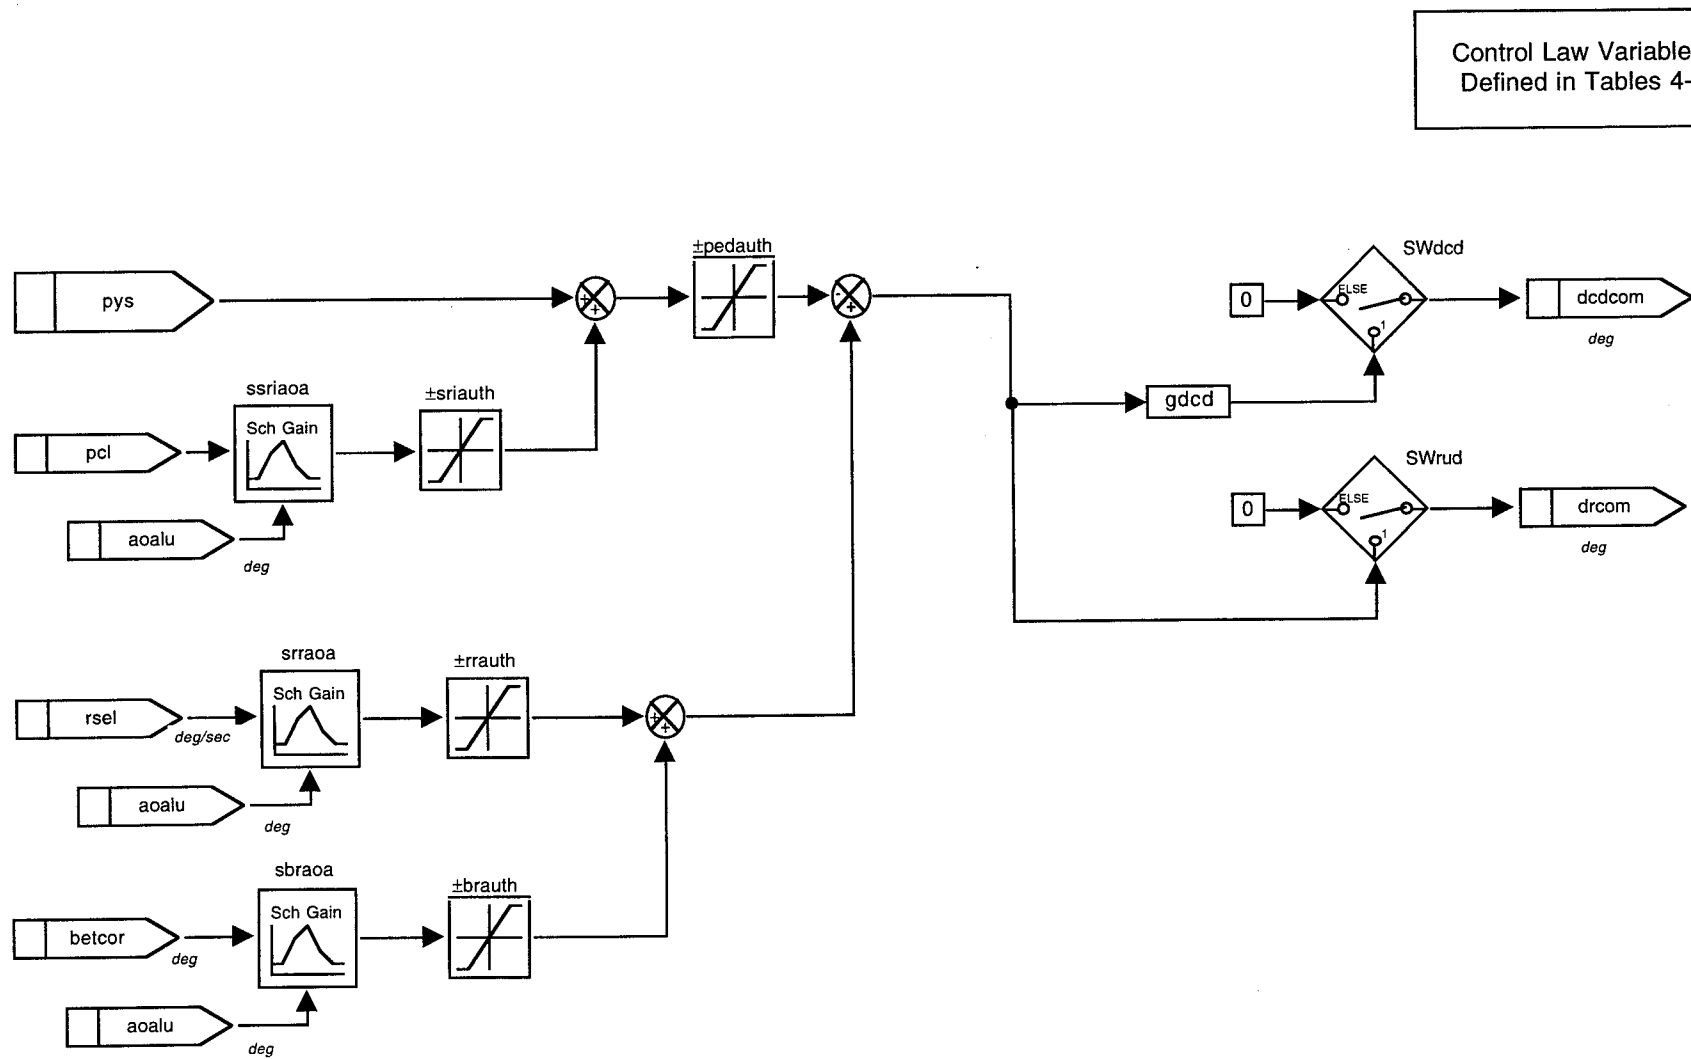 Control Law Variable
Defined in Tables 4-
±pedauth
SWdcd
pys
+
+
-
+
0
ELSE
1
dcdcom
deg
ssriaoa
±sriauth
Sch Gain
gdcd
pcl
aoalu
deg
SWrud
0
ELSE
1
drcom
deg
srraoa
±rrauth
Sch Gain
rsel
deg/sec
+
+
aoalu
deg
sbraoa
±brauth
Sch Gain
betcor
deg
aoalu
deg